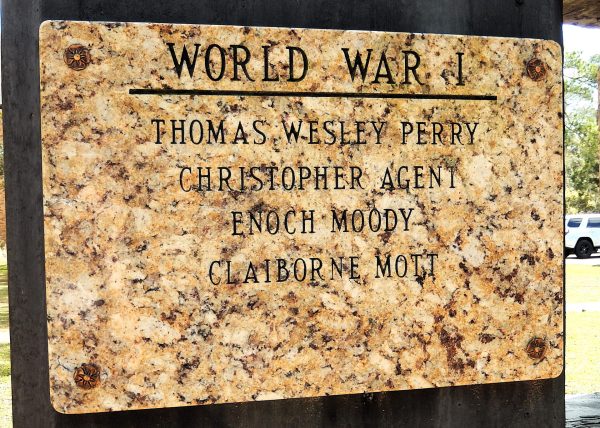 WORLD WAR I
THOMAS WESLEY PERRY
CHRISTOPHER AGENT
ENOCH MOODY
CLAIBORNE MOTT